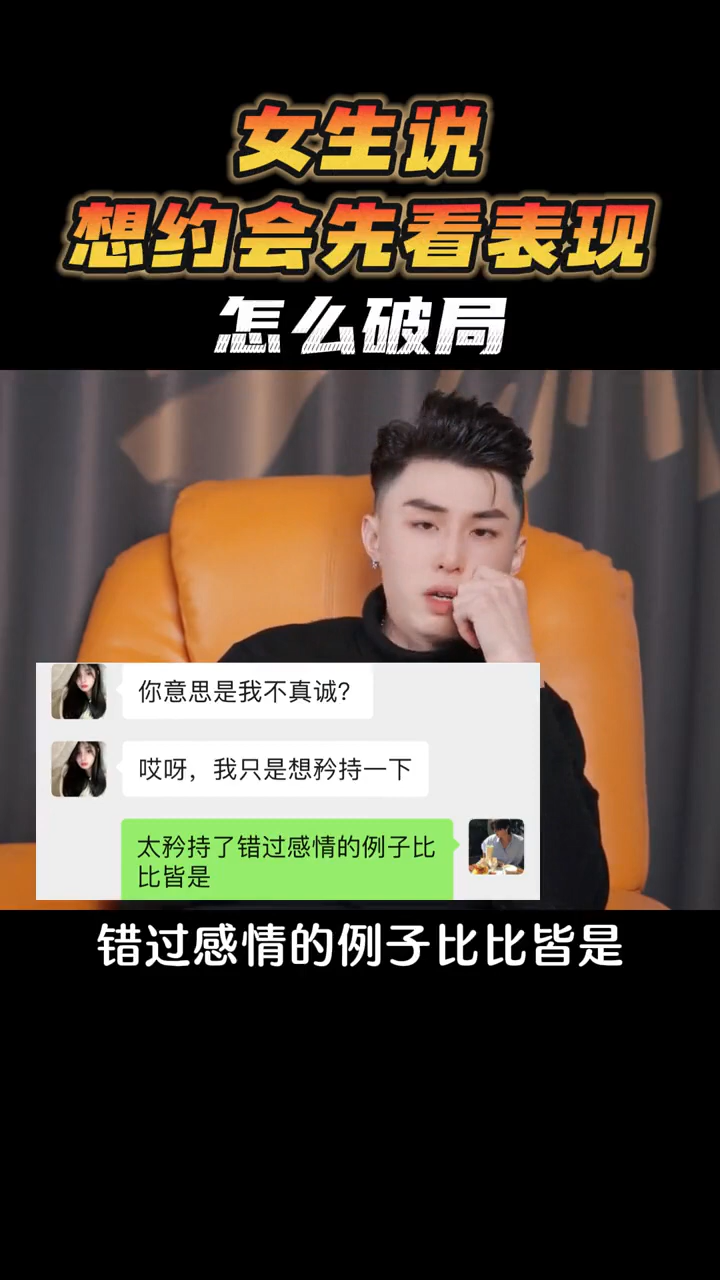 女生说
想约会先看表现
怎么破局
你意思是我不真诚？
哎呀，我只是想矜持一下
太矜持了错过感情的例子比
比皆是
错过感情的例子比比皆是